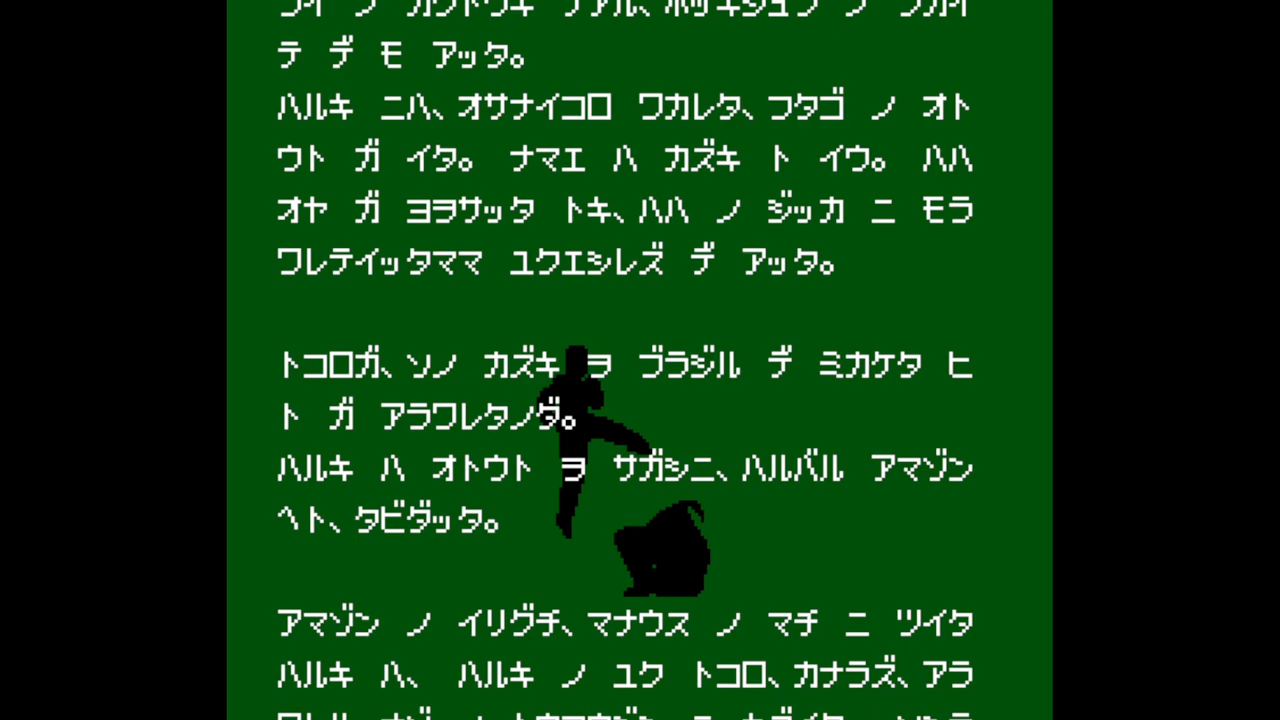 テ デ モ アッタ。
ハルキ ニハ、オサナイコロ ワカレタ、フタゴ ノ オト
ウト ガ イタ。 ナマエ ハ カズキ ト イウ。 ハハ
オヤ ガ ヨヲサッタ トキ、ハハ ノ ジッカ ニ モラ
ワレテイッタママ ユクエシレズ デ アッタ。
トコロガ、ソノ カズキ ヲ ブラジル デ ミカケタ ヒ
ト ガ アラワレタノダ。
ハルキ ハ オトウト ヲ サガシニ、ハルバル アマゾン
ヘト、タビダッタ。
アマゾン ノ イリグチ、マナウス ノ マチ ニ ツイタ
ハルキ ハ、 ハルキ ノ ユク トコロ、カナラズ、アラ